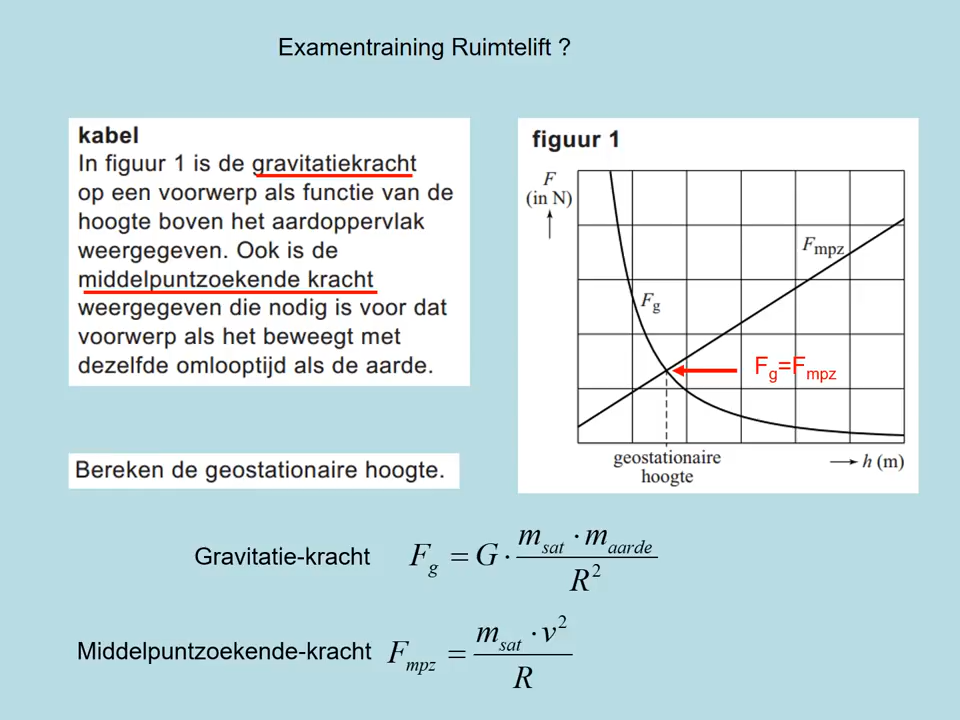 Examentraining Ruimtelift ?
kabel
In figuur 1 is de gravitatiekracht
op een voorwerp als functie van de
hoogte boven het aardoppervlak
weergegeven. Ook is de
middelpuntzoekende kracht
weergegeven die nodig is voor dat
voorwerp als het beweegt met
dezelfde omlooptijd als de aarde.
figuur 1
F
(in N)
F_mpz
F_g
F_g=F_mpz
geostationaire
hoogte
h (m)
Bereken de geostationaire hoogte.
Gravitatie-kracht F_g = G · (m_sat · m_aarde) / R²
Middelpuntzoekende-kracht F_mpz = (m_sat · v²) / R